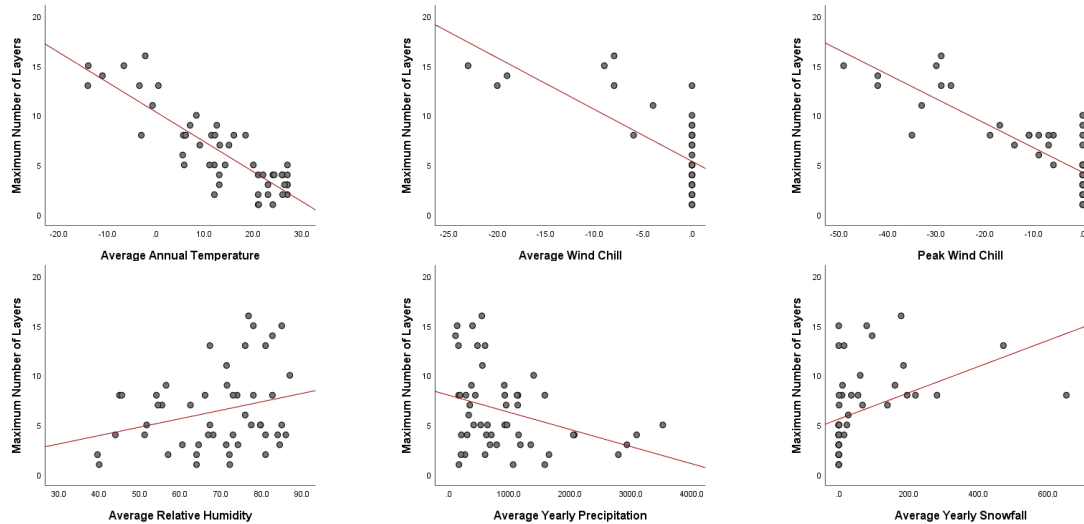 20
15
10
5
0
Maximum Number of Layers
-20.0 -10.0 .0 10.0 20.0 30.0
Average Annual Temperature
20
15
10
5
0
Maximum Number of Layers
-25.0 -20.0 -15.0 -10.0 -5.0 .0
Average Wind Chill
20
15
10
5
0
Maximum Number of Layers
-50.0 -40.0 -30.0 -20.0 -10.0 .0
Peak Wind Chill
20
15
10
5
0
Maximum Number of Layers
30.0 40.0 50.0 60.0 70.0 80.0 90.0
Average Relative Humidity
20
15
10
5
0
Maximum Number of Layers
.0 1000.0 2000.0 3000.0 4000.0
Average Yearly Precipitation
20
15
10
5
0
Maximum Number of Layers
.0 200.0 400.0 600.0
Average Yearly Snowfall